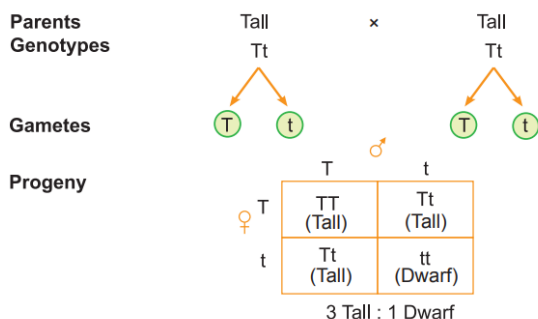 Parents Tall × Tall
Genotypes Tt Tt
Gametes T t T t
♂
T t
Progeny
♀ T TT Tt
(Tall) (Tall)
t Tt tt
(Tall) (Dwarf)
3 Tall : 1 Dwarf